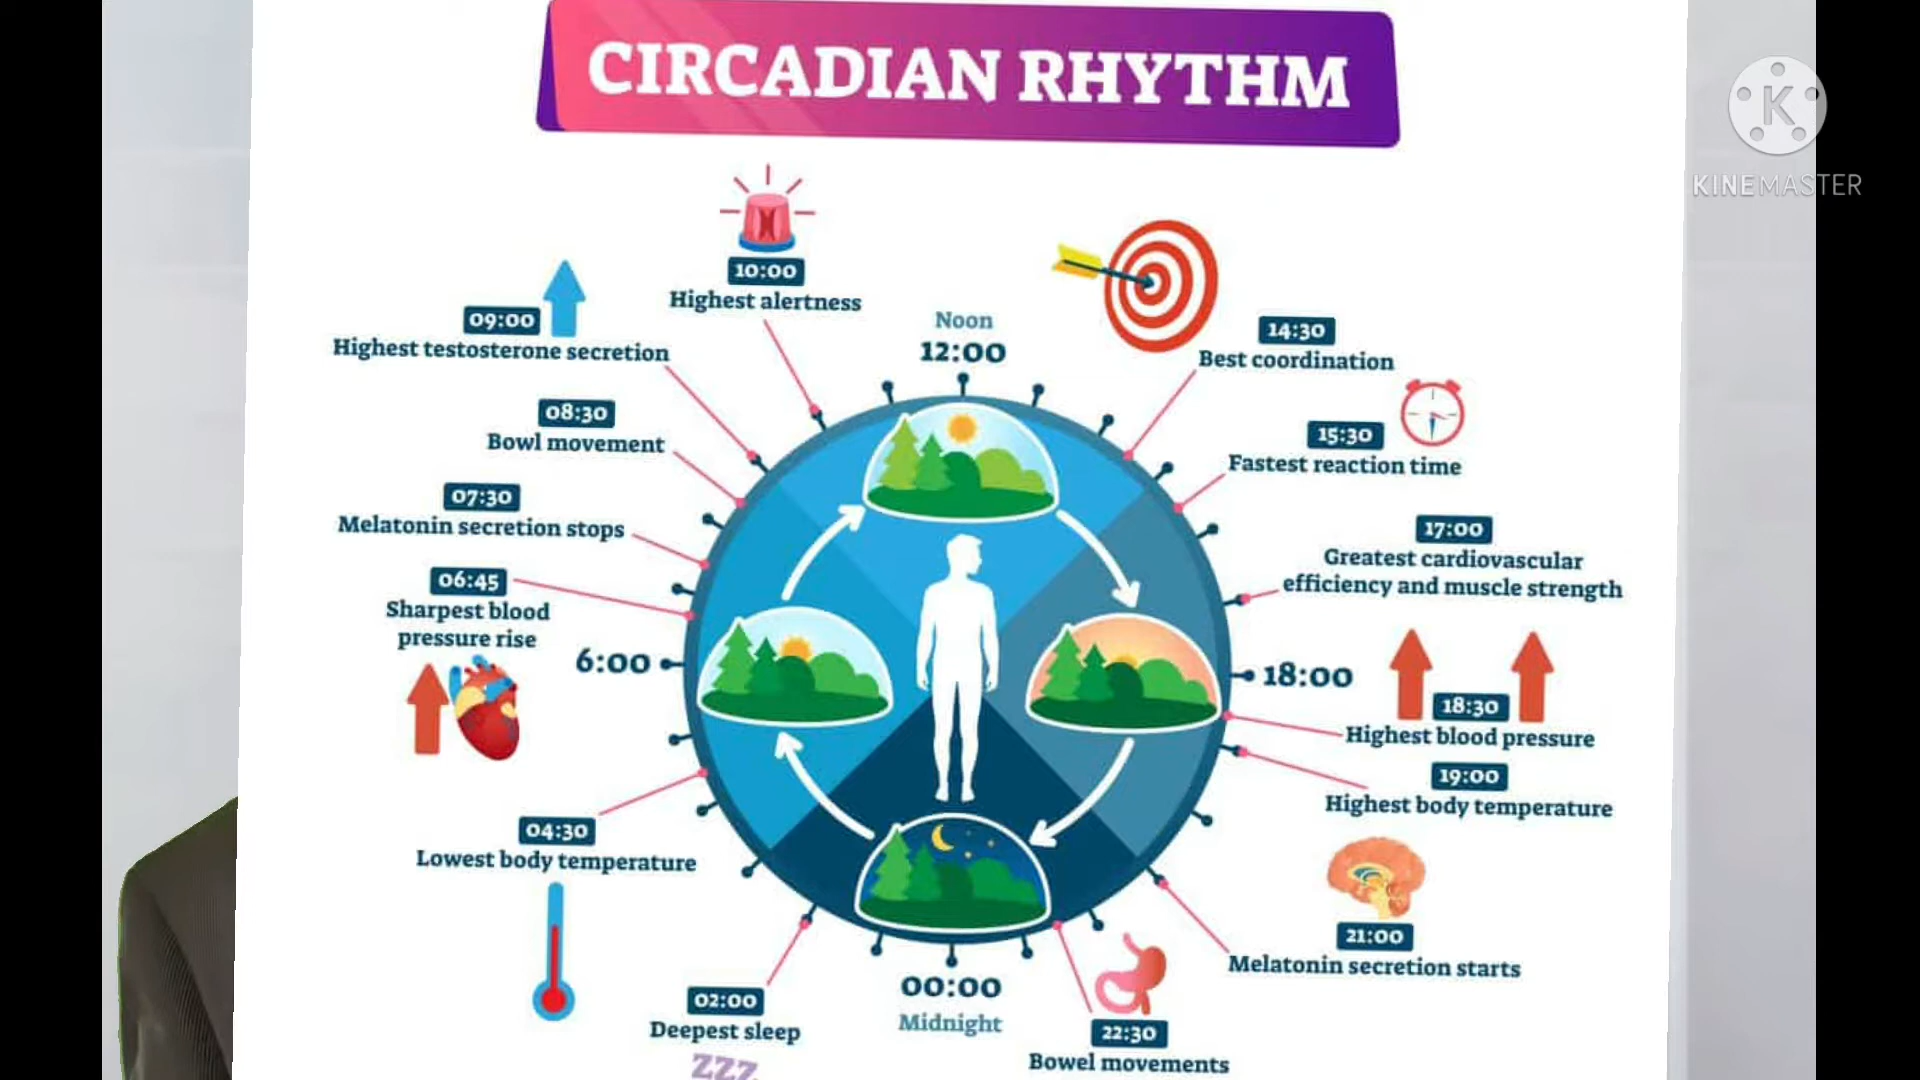 CIRCADIAN RHYTHM
K
KINEMASTER
10:00
Highest alertness
09:00
Highest testosterone secretion
08:30
Bowl movement
07:30
Melatonin secretion stops
06:45
Sharpest blood
pressure rise
6:00
04:30
Lowest body temperature
02:00
Deepest sleep
ZZZ
Noon
12:00
14:30
Best coordination
15:30
Fastest reaction time
17:00
Greatest cardiovascular
efficiency and muscle strength
18:00
18:30
Highest blood pressure
19:00
Highest body temperature
21:00
Melatonin secretion starts
22:30
Bowel movements
00:00
Midnight